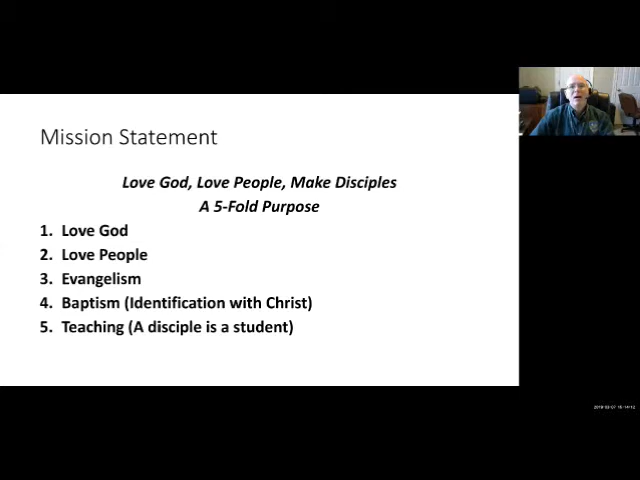 Mission Statement
Love God, Love People, Make Disciples
A 5-Fold Purpose
1. Love God
2. Love People
3. Evangelism
4. Baptism (Identification with Christ)
5. Teaching (A disciple is a student)